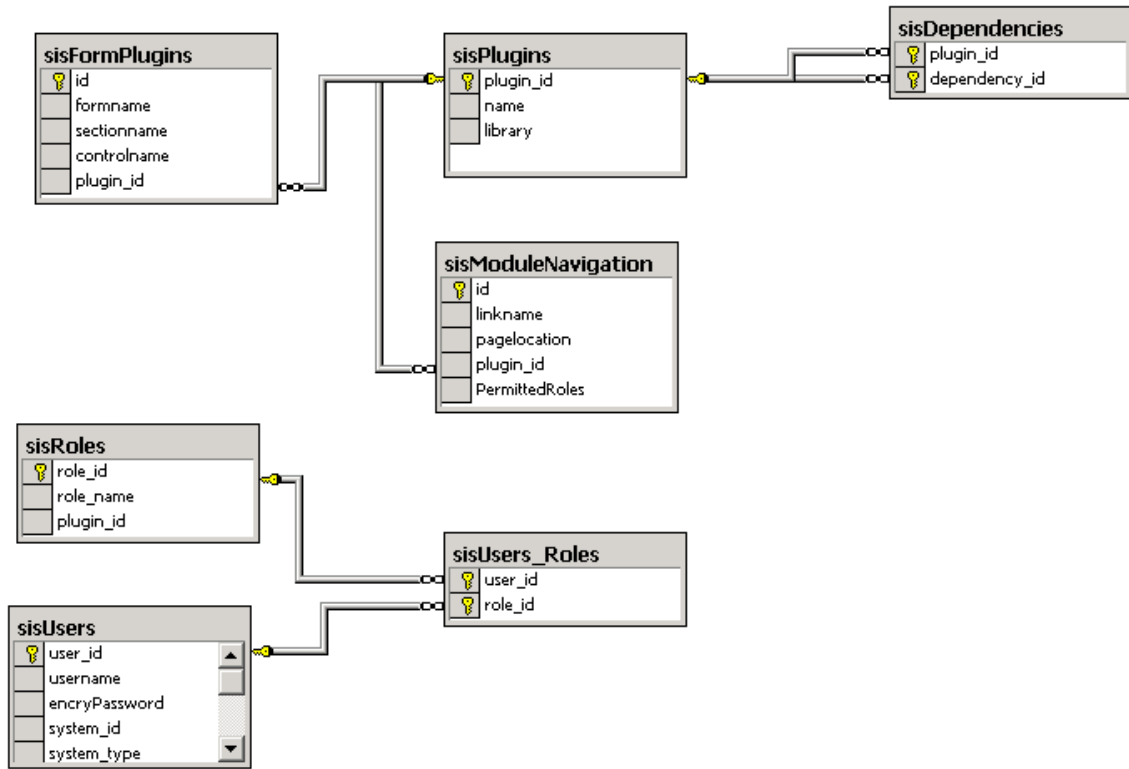 sisFormPlugins
id
formname
sectionname
controlname
plugin_id
sisPlugins
plugin_id
name
library
sisDependencies
plugin_id
dependency_id
sisModuleNavigation
id
linkname
pagelocation
plugin_id
PermittedRoles
sisRoles
role_id
role_name
plugin_id
sisUsers_Roles
user_id
role_id
sisUsers
user_id
username
encryPassword
system_id
system_type